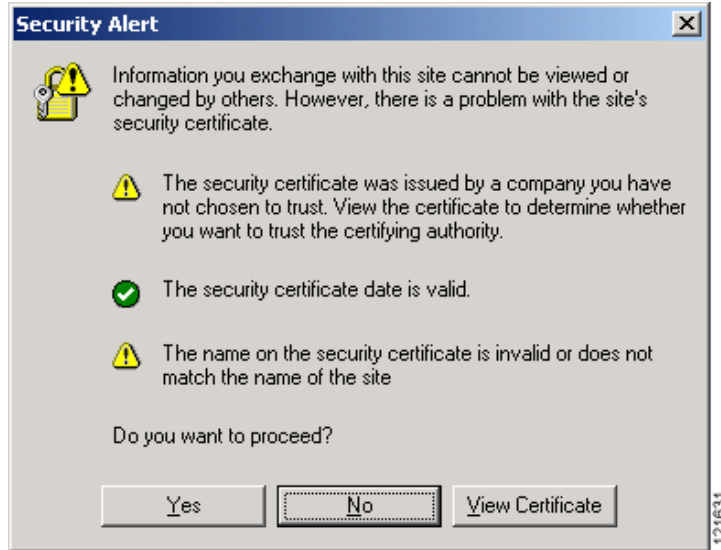 Security Alert
Information you exchange with this site cannot be viewed or
changed by others. However, there is a problem with the site's
security certificate.
The security certificate was issued by a company you have
not chosen to trust. View the certificate to determine whether
you want to trust the certifying authority.
The security certificate date is valid.
The name on the security certificate is invalid or does not
match the name of the site
Do you want to proceed?
Yes
No
View Certificate
121631